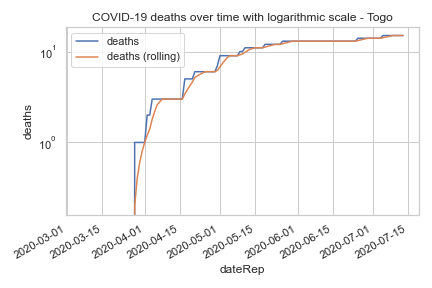 COVID-19 deaths over time with logarithmic scale - Togo
deaths
deaths (rolling)
10¹
10⁰
deaths
2020-03-01
2020-03-15
2020-04-01
2020-04-15
2020-05-01
2020-05-15
2020-06-01
2020-06-15
2020-07-01
2020-07-15
dateRep